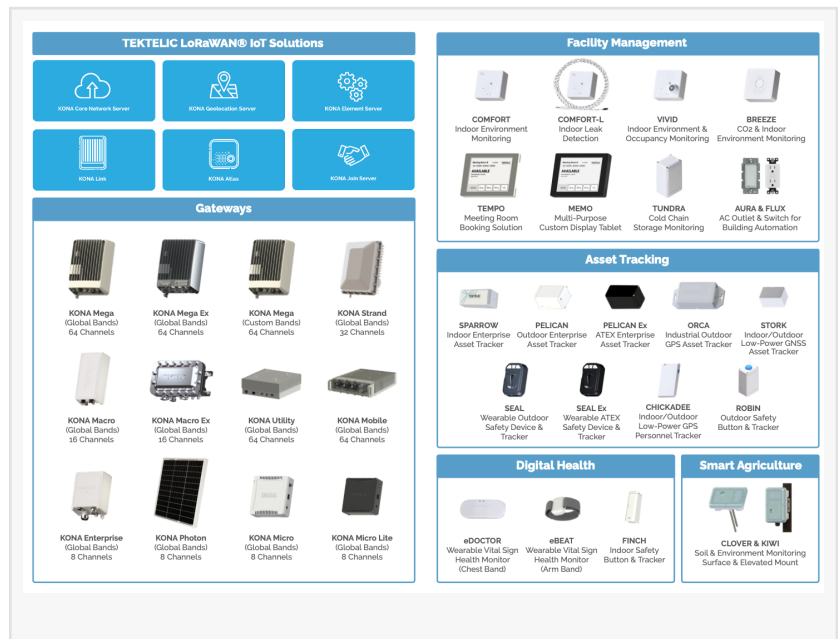 TEKTELIC LoRaWAN® IoT Solutions
KONA Core Network Server
KONA Geolocation Server
KONA Element Server
KONA Link
KONA Atlas
KONA Join Server
Gateways
KONA Mega
(Global Bands)
64 Channels
KONA Mega Ex
(Global Bands)
64 Channels
KONA Mega
(Custom Bands)
64 Channels
KONA Strand
(Global Bands)
32 Channels
KONA Macro
(Global Bands)
16 Channels
KONA Macro Ex
(Global Bands)
16 Channels
KONA Utility
(Global Bands)
64 Channels
KONA Mobile
(Global Bands)
64 Channels
KONA Enterprise
(Global Bands)
8 Channels
KONA Photon
(Global Bands)
8 Channels
KONA Micro
(Global Bands)
8 Channels
KONA Micro Lite
(Global Bands)
8 Channels
Facility Management
COMFORT
Indoor Environment
Monitoring
COMFORT-L
Indoor Leak
Detection
VIVID
Indoor Environment &
Occupancy Monitoring
BREEZE
CO2 & Indoor
Environment Monitoring
AVAILABLE
TEMPO
Meeting Room
Booking Solution
AVAILABLE
MEMO
Multi-Purpose
Custom Display Tablet
TUNDRA
Cold Chain
Storage Monitoring
AURA & FLUX
AC Outlet & Switch for
Building Automation
Asset Tracking
SPARROW
Indoor Enterprise
Asset Tracker
PELICAN
Outdoor Enterprise
Asset Tracker
PELICAN Ex
ATEX Enterprise
Asset Tracker
ORCA
Industrial Outdoor
GPS Asset Tracker
STORK
Indoor/Outdoor
Low-Power GNSS
Asset Tracker
SEAL
Wearable Outdoor
Safety Device &
Tracker
SEAL Ex
Wearable ATEX
Safety Device &
Tracker
CHICKADEE
Indoor/Outdoor
Low-Power GPS
Personnel Tracker
ROBIN
Outdoor Safety
Button & Tracker
Digital Health
eDOCTOR
Wearable Vital Sign
Health Monitor
(Chest Band)
eBEAT
Wearable Vital Sign
Health Monitor
(Arm Band)
FINCH
Indoor Safety
Button & Tracker
Smart Agriculture
CLOVER & KIWI
Soil & Environment Monitoring
Surface & Elevated Mount